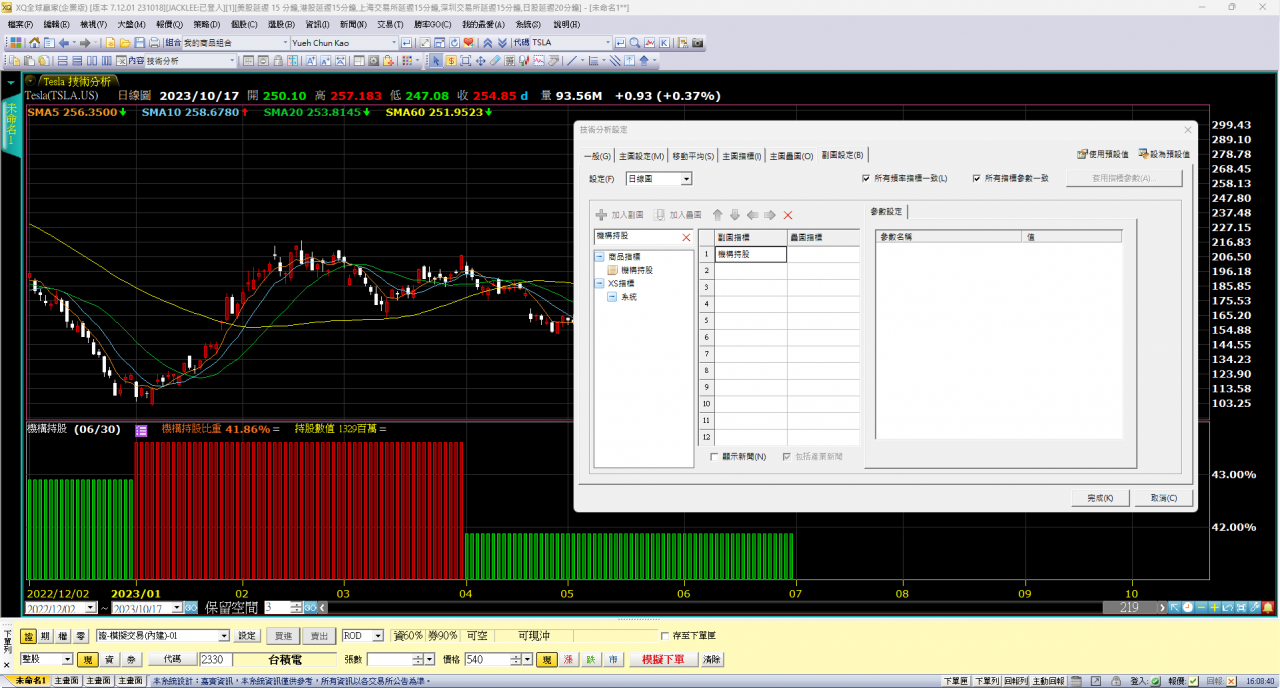 XQ全球贏家(企業版) [版本 7.12.01 231018][JACKLEE:已登入][1][美股延遲 15 分鐘,港股延遲15分鐘,上海交易所延遲15分鐘,深圳交易所延遲15分鐘,日股延遲20分鐘] - [未命名1**]
檔案(F) 編輯(E) 檢視(V) 大盤(M) 報價(Q) 策略(D) 個股(C) 選股(B) 資訊(I) 新聞(N) 交易(T) 勝率GO(C) 我的最愛(A) 系統(S) 說明(H)
組合 我的商品組合 Yueh Chun Kao 代碼 TSLA
內容 技術分析
Tesla 技術分析
Tesla(TSLA.US) 日線圖 2023/10/17 開 250.10 高 257.183 低 247.08 收 254.85 d 量 93.56M +0.93 (+0.37%)
SMA5 256.3500 SMA10 258.6780 SMA20 253.8145 SMA60 251.9523
未命名1
299.43
289.10
278.78
268.45
258.13
247.80
237.48
227.15
216.83
206.50
196.18
185.85
175.53
165.20
154.88
144.55
134.23
123.90
113.58
103.25
技術分析設定
一般(G) 主圖設定(M) 移動平均(S) 主圖指標(I) 主圖疊圖(O) 副圖設定(B)
使用預設值 設為預設值
設定(F) 日線圖 所有頻率指標一致(L) 所有指標參數一致 套用指標參數(A)...
加入副圖 加入疊圖
參數設定
機構持股
副圖指標 疊圖指標
參數名稱 值
商品指標
機構持股
XS指標
系統
1 機構持股
2
3
4
5
6
7
8
9
10
11
12
顯示新聞(N) 包括產業新聞
完成(K) 取消(C)
機構持股 (06/30) 機構持股比重 41.86% = 持股數值 1329百萬 =
43.00%
42.00%
2022/12/02 2023/01 02 03 04 05 06 07 08 09 10
2022/12/02 ~ 2023/10/17 保留空間 3 219
下單列
證 期 權 零 證-模擬交易(內建)-01 設定 買進 賣出 ROD 資60% 券90% 可空 可現沖 存至下單匣
整股 現 資 券 代碼 2330 台積電 張數 價格 540 現 漲 跌 市 模擬下單 清除
未命名1 主畫面 主畫面 主畫面 本系統設計：嘉實資訊，本系統資訊僅供參考，所有資訊以各交易所公告為準。
下單匣 下單列 回報列 主動回報 登入: 報價: 回報: 16:08:40